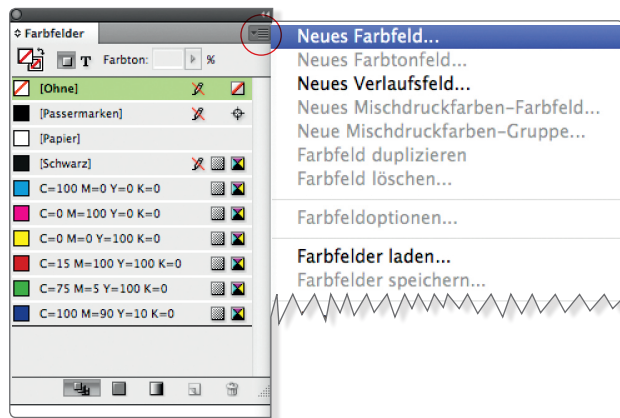 Farbfelder
T Farbton: %
[Ohne]
[Passermarken]
[Papier]
[Schwarz]
C=100 M=0 Y=0 K=0
C=0 M=100 Y=0 K=0
C=0 M=0 Y=100 K=0
C=15 M=100 Y=100 K=0
C=75 M=5 Y=100 K=0
C=100 M=90 Y=10 K=0
Neues Farbfeld...
Neues Farbtonfeld...
Neues Verlaufsfeld...
Neues Mischdruckfarben-Farbfeld...
Neue Mischdruckfarben-Gruppe...
Farbfeld duplizieren
Farbfeld löschen...
Farbfeldoptionen...
Farbfelder laden...
Farbfelder speichern...